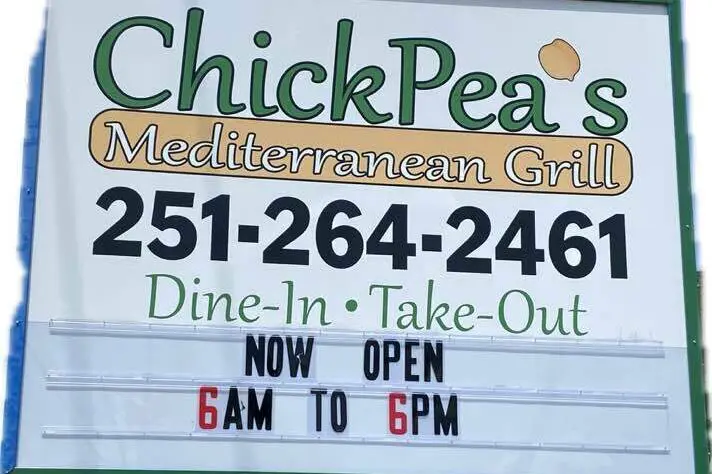 ChickPea's
Mediterranean Grill
251-264-2461
Dine-In • Take-Out
NOW OPEN
6AM TO 6PM